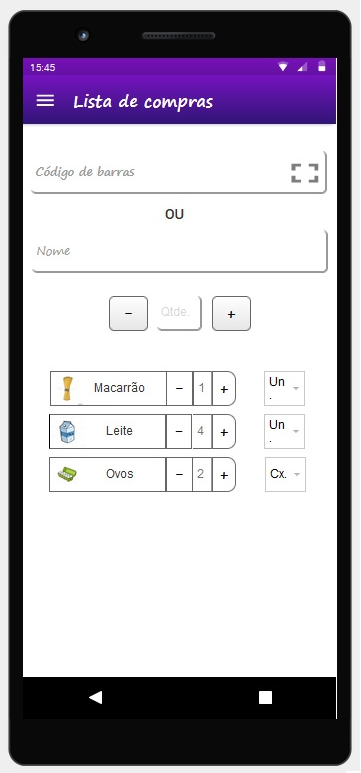 15:45
Lista de compras
Código de barras
OU
Nome
- Qtde. +
Macarrão - 1 + Un.
Leite - 4 + Un.
Ovos - 2 + Cx.